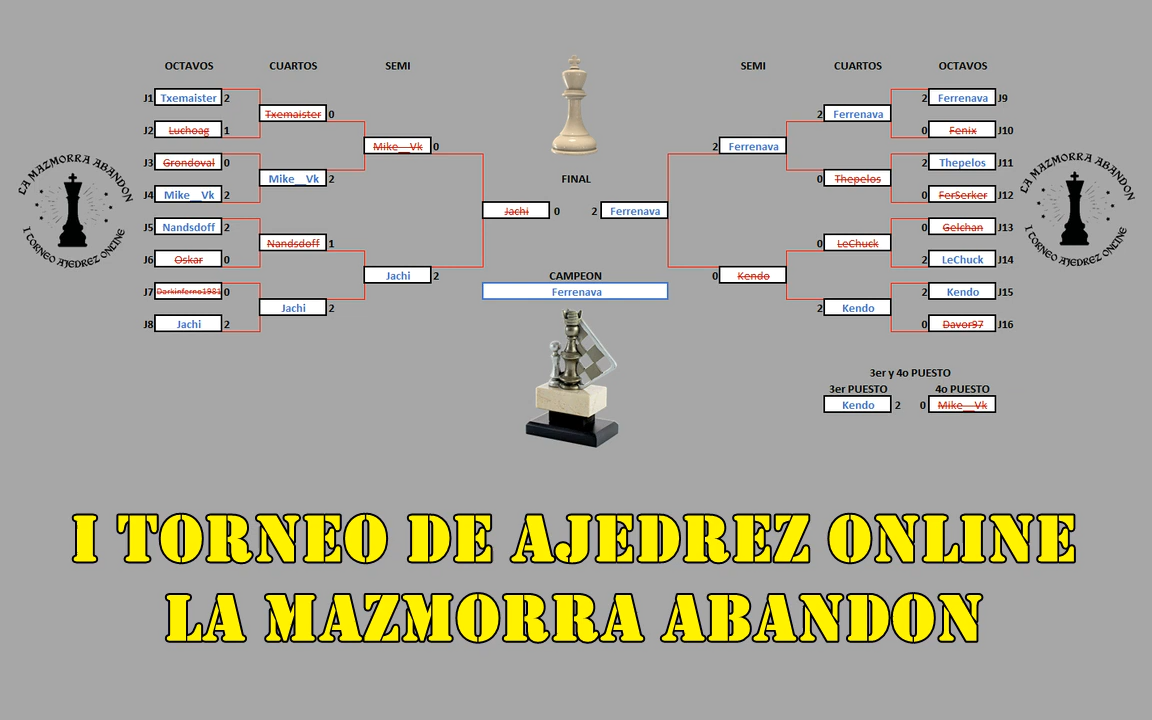 OCTAVOS CUARTOS SEMI SEMI CUARTOS OCTAVOS
J1 Txemaister 2 2 Ferrenava J9
Txemaister 0 2 Ferrenava
J2 Luchoag 1 0 Fenix J10
Mike__Vk 0 2 Ferrenava
J3 Grondoval 0 2 Thepelos J11
Mike__Vk 2 0 Thepelos
J4 Mike__Vk 2 0 FerSerker J12
FINAL
Jachi 0 2 Ferrenava
J5 Nandsdoff 2 0 Gelchan J13
Nandsdoff 1 0 LeChuck
J6 Oskar 0 2 LeChuck J14
Jachi 2 CAMPEON 0 Kendo
J7 Darkinferno1981 0 Ferrenava 2 Kendo J15
Jachi 2 2 Kendo
J8 Jachi 2 0 Davor97 J16
3er y 4o PUESTO
3er PUESTO 4o PUESTO
Kendo 2 0 Mike__Vk
LA MAZMORRA ABANDON
I TORNEO AJEDREZ ONLINE
LA MAZMORRA ABANDON
I TORNEO AJEDREZ ONLINE
I TORNEO DE AJEDREZ ONLINE
LA MAZMORRA ABANDON